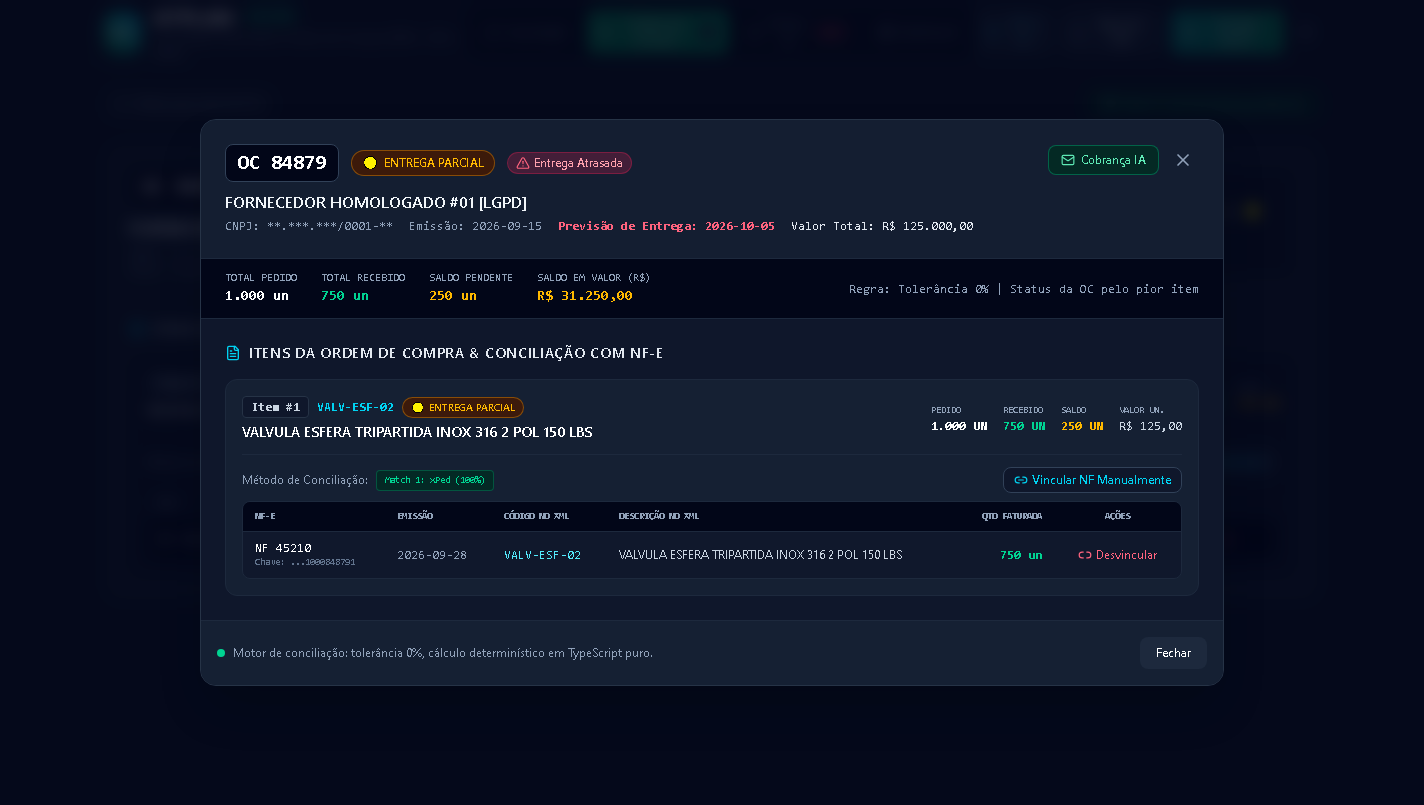 OC 84879 ENTREGA PARCIAL Entrega Atrasada Cobrança IA
FORNECEDOR HOMOLOGADO #01 [LGPD]
CNPJ: **.***.***/0001-** Emissão: 2026-09-15 Previsão de Entrega: 2026-10-05 Valor Total: R$ 125.000,00
TOTAL PEDIDO TOTAL RECEBIDO SALDO PENDENTE SALDO EM VALOR (R$)
1.000 un 750 un 250 un R$ 31.250,00
Regra: Tolerância 0% | Status da OC pelo pior item
ITENS DA ORDEM DE COMPRA & CONCILIAÇÃO COM NF-E
Item #1 VALV-ESF-02 ENTREGA PARCIAL
VALVULA ESFERA TRIPARTIDA INOX 316 2 POL 150 LBS
PEDIDO RECEBIDO SALDO VALOR UN.
1.000 UN 750 UN 250 UN R$ 125,00
Método de Conciliação: Match 1: xPed (100%) Vincular NF Manualmente
NF-E EMISSÃO CÓDIGO NO XML DESCRIÇÃO NO XML QTD FATURADA AÇÕES
NF 45210 2026-09-28 VALV-ESF-02 VALVULA ESFERA TRIPARTIDA INOX 316 2 POL 150 LBS 750 un Desvincular
Chave: ...1000848791
Motor de conciliação: tolerância 0%, cálculo determinístico em TypeScript puro. Fechar